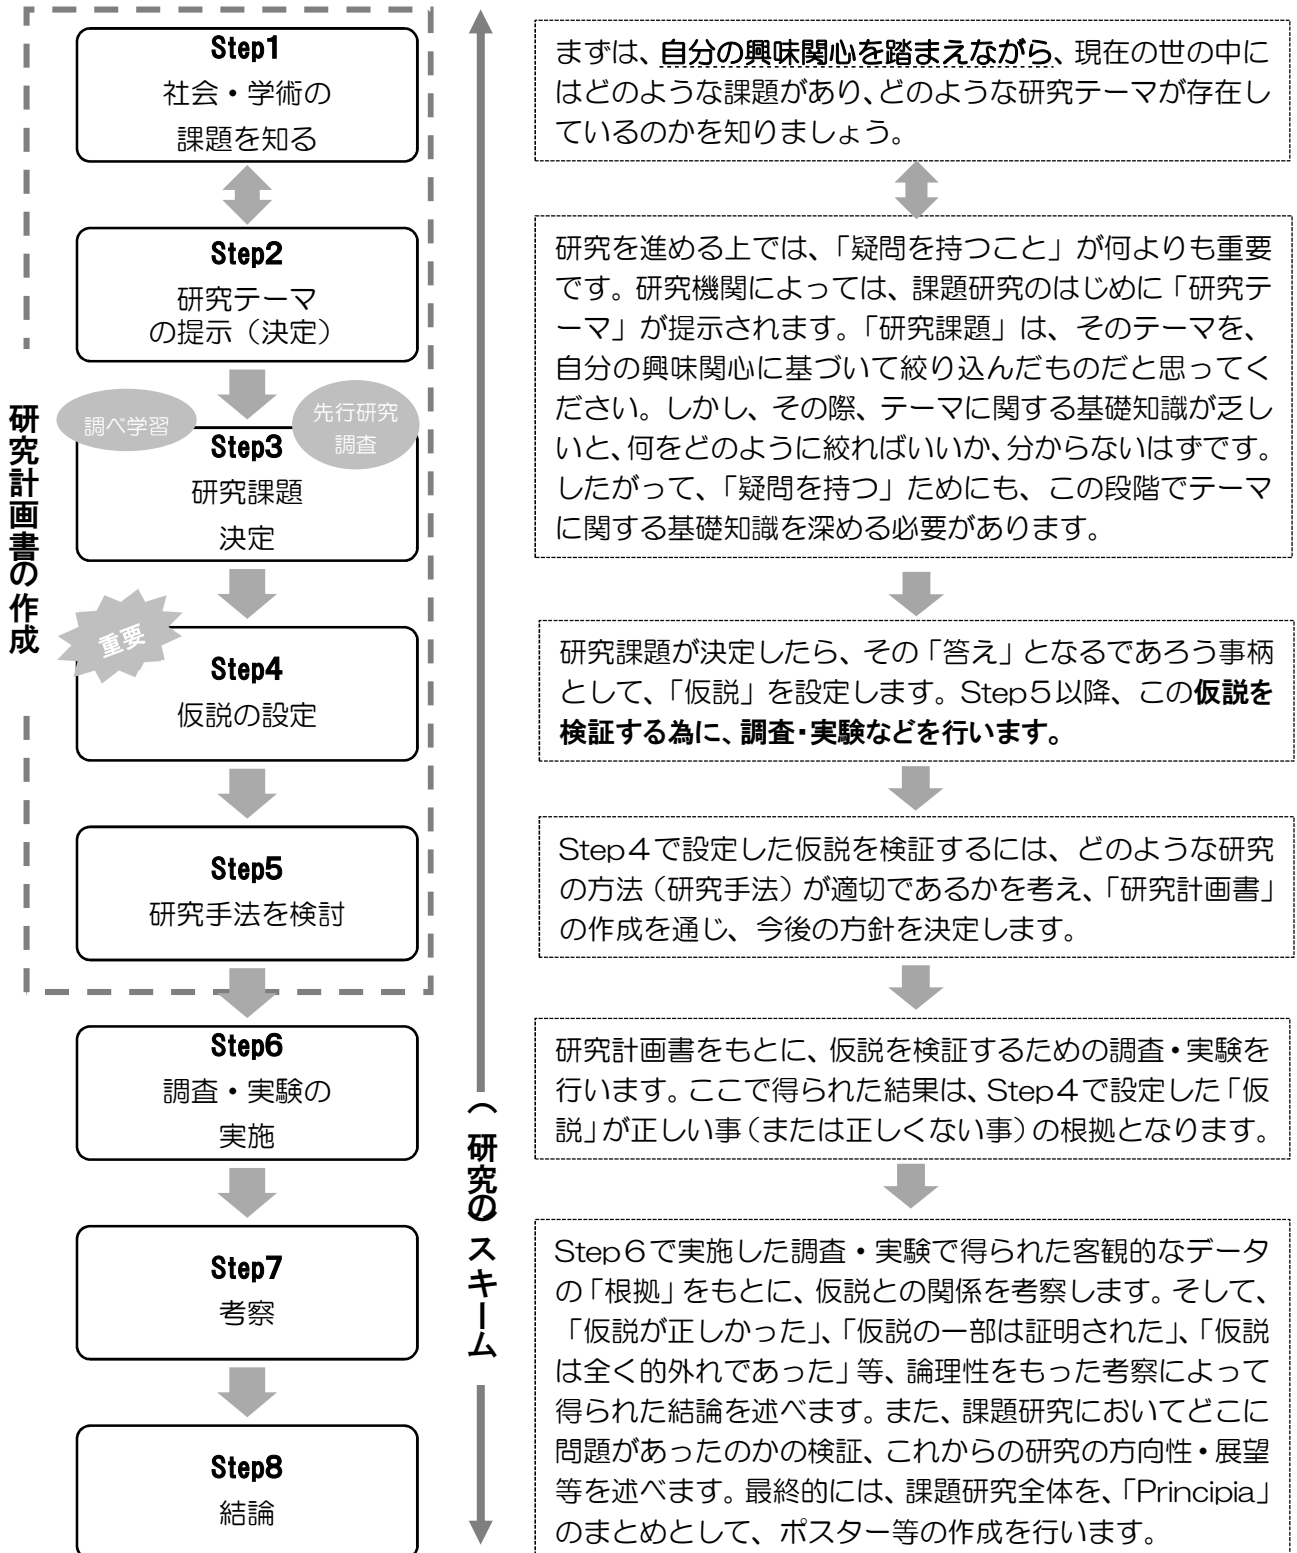 Step1
社会・学術の
課題を知る
まずは、自分の興味関心を踏まえながら、現在の世の中に
はどのような課題があり、どのような研究テーマが存在し
ているのかを知りましょう。
Step2
研究テーマ
の提示（決定）
調べ学習
先行研究
調査
Step3
研究課題
決定
研究を進める上では、「疑問を持つこと」が何よりも重要
です。研究機関によっては、課題研究のはじめに「研究テ
ーマ」が提示されます。「研究課題」は、そのテーマを、
自分の興味関心に基づいて絞り込んだものだと思ってく
ださい。しかし、その際、テーマに関する基礎知識が乏し
いと、何をどのように絞ればいいか、分からないはずです。
したがって、「疑問を持つ」ためにも、この段階でテーマ
に関する基礎知識を深める必要があります。
研究計画書の作成
重要
Step4
仮説の設定
研究課題が決定したら、その「答え」となるであろう事柄
として、「仮説」を設定します。Step５以降、この仮説を
検証する為に、調査・実験などを行います。
Step5
研究手法を検討
Step４で設定した仮説を検証するには、どのような研究
の方法（研究手法）が適切であるかを考え、「研究計画書」
の作成を通じ、今後の方針を決定します。
Step6
調査・実験の
実施
研究計画書をもとに、仮説を検証するための調査・実験を
行います。ここで得られた結果は、Step４で設定した「仮
説」が正しい事（または正しくない事）の根拠となります。
（研究の）スキーム
Step7
考察
Step8
結論
Step６で実施した調査・実験で得られた客観的なデータ
の「根拠」をもとに、仮説との関係を考察します。そして、
「仮説が正しかった」、「仮説の一部は証明された」、「仮説
は全く的外れであった」等、論理性をもった考察によって
得られた結論を述べます。また、課題研究においてどこに
問題があったのかの検証、これからの研究の方向性・展望
等を述べます。最終的には、課題研究全体を、「Principia」
のまとめとして、ポスター等の作成を行います。